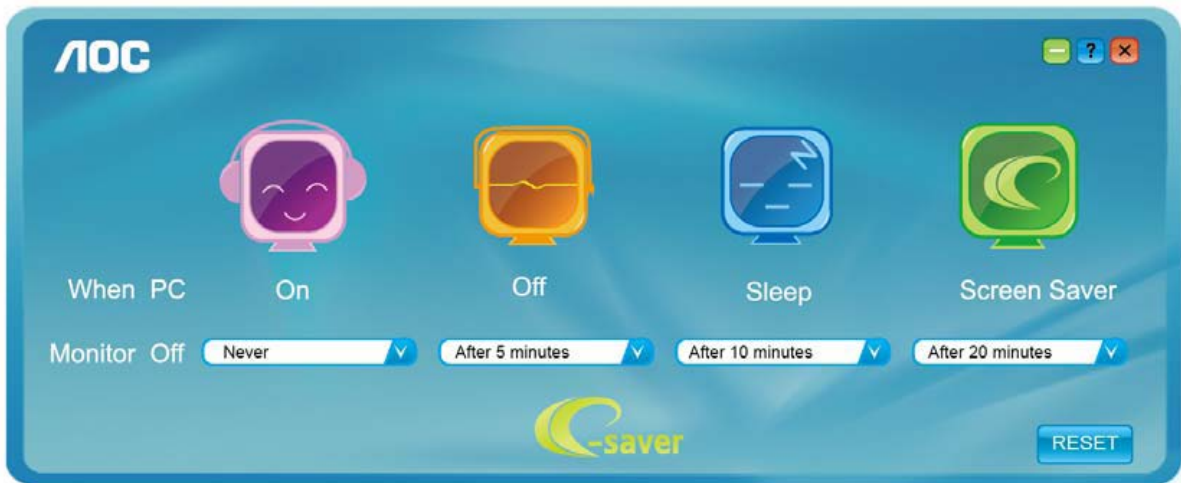 AOC
?
When PC On Off Sleep Screen Saver
Monitor Off Never After 5 minutes After 10 minutes After 20 minutes
e-saver
RESET